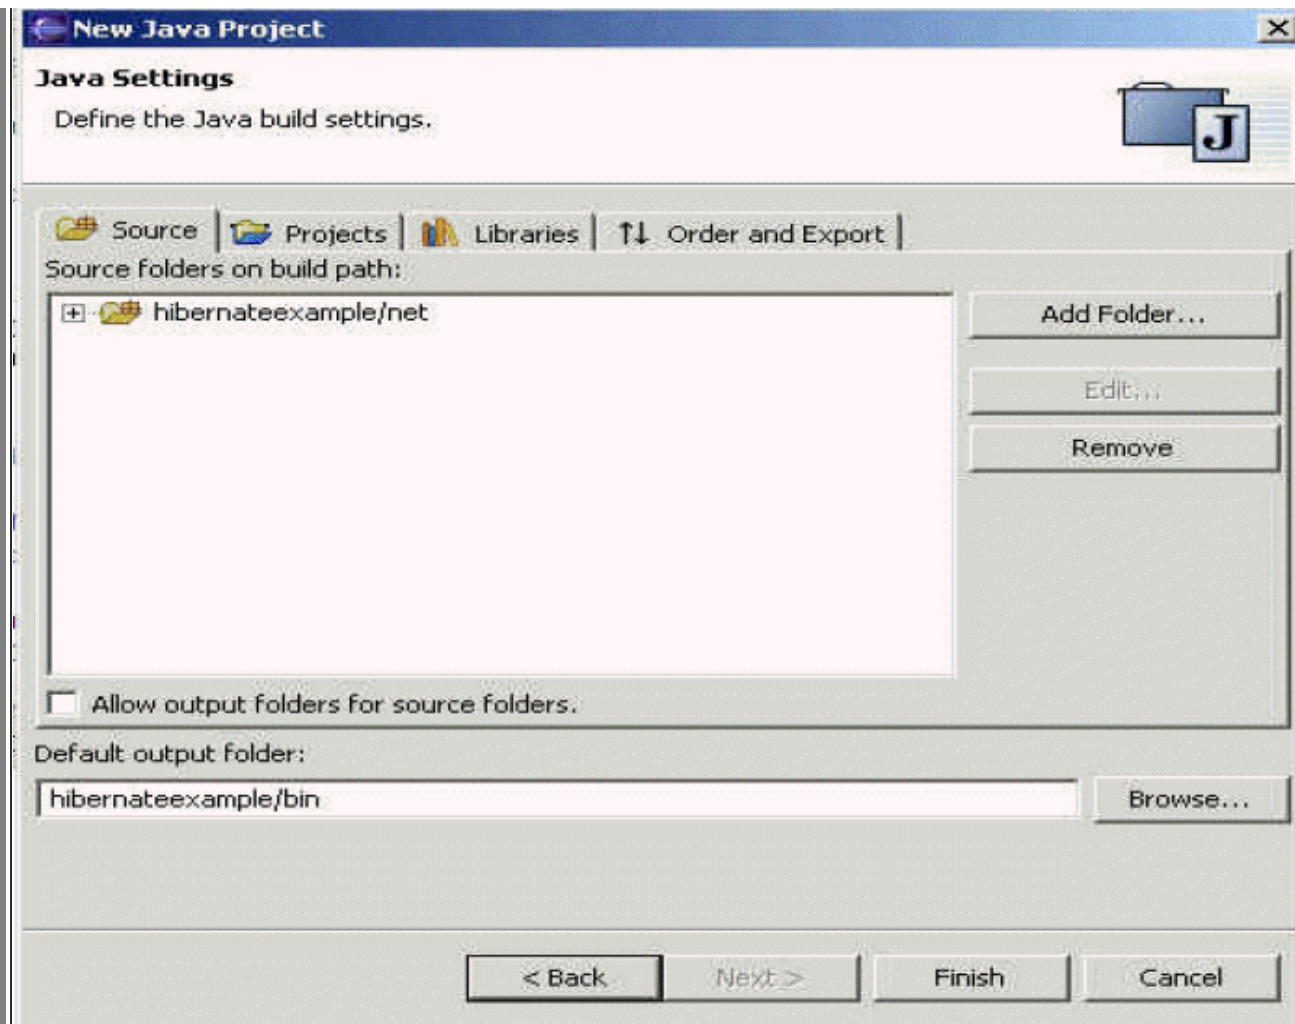 New Java Project
Java Settings
Define the Java build settings.
J
Source Projects Libraries Order and Export
Source folders on build path:
hibernateexample/net
Add Folder...
Edit...
Remove
Allow output folders for source folders.
Default output folder:
hibernateexample/bin
Browse...
< Back Next > Finish Cancel